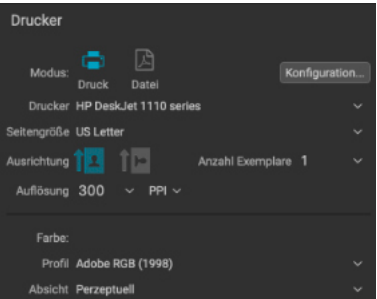 Drucker
Modus:
Druck Datei
Konfiguration...
Drucker HP DeskJet 1110 series
Seitengröße US Letter
Ausrichtung Anzahl Exemplare 1
Auflösung 300 PPI
Farbe:
Profil Adobe RGB (1998)
Absicht Perzeptuell